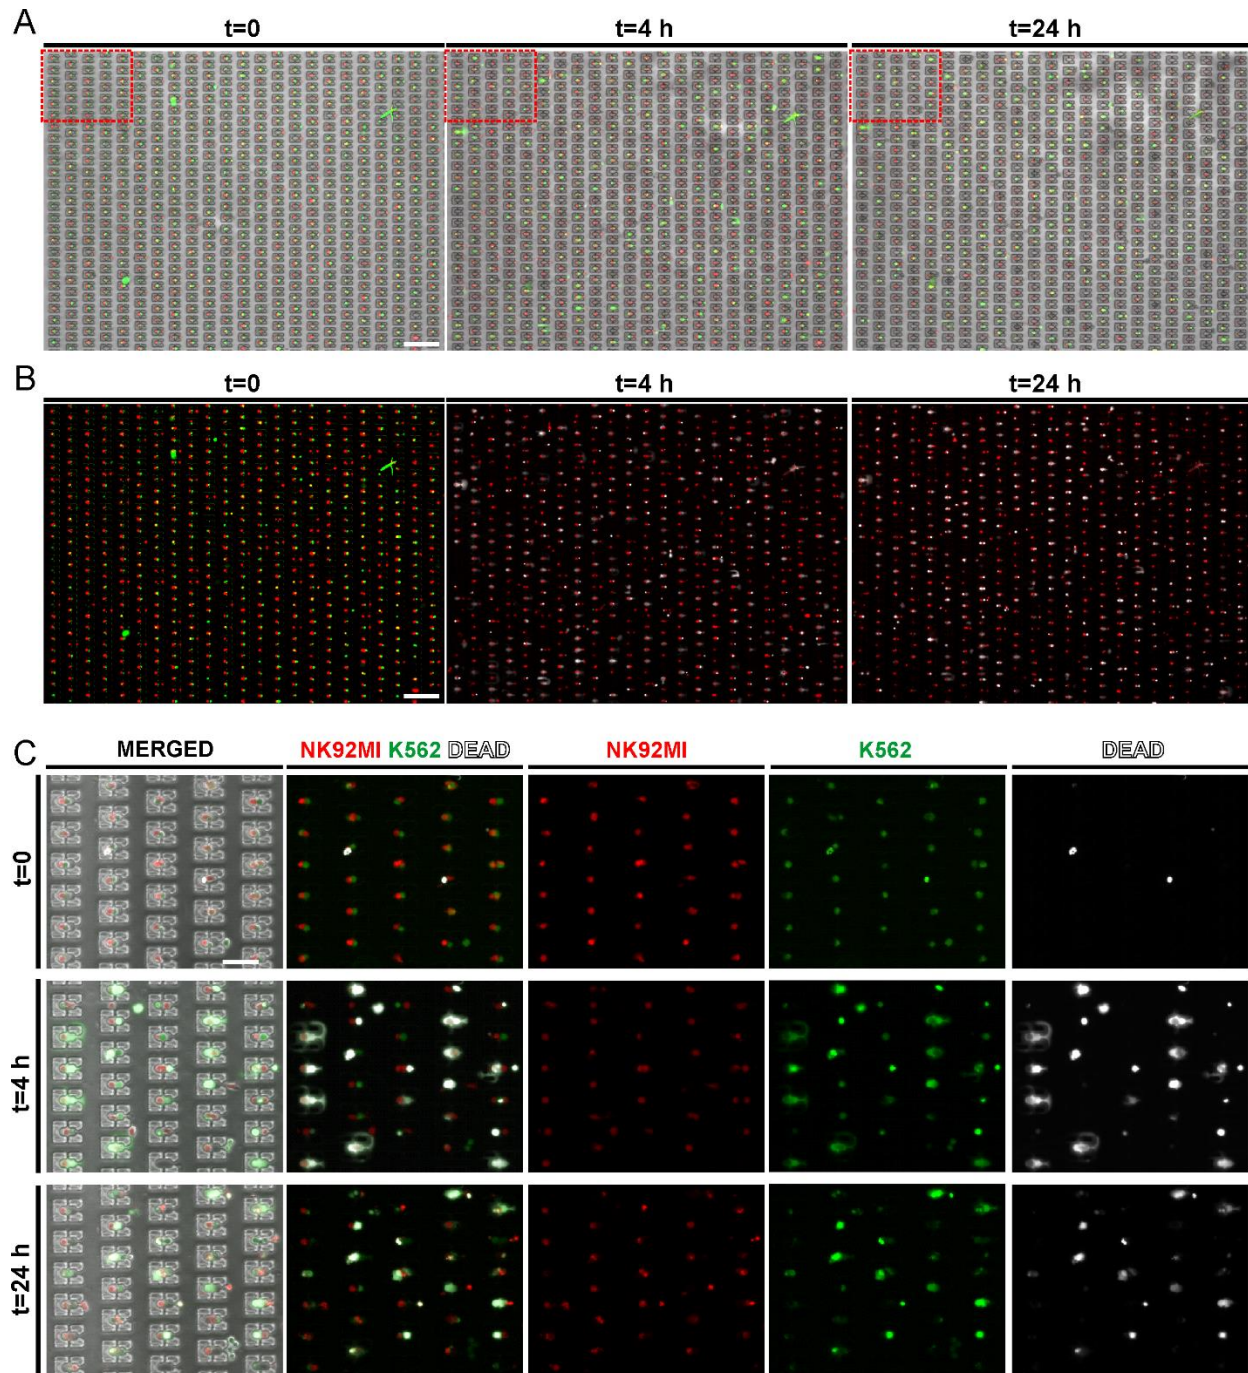 A
t=0 t=4 h t=24 h
B
t=0 t=4 h t=24 h
C
MERGED NK92MI K562 DEAD NK92MI K562 DEAD
t=0
t=4 h
t=24 h